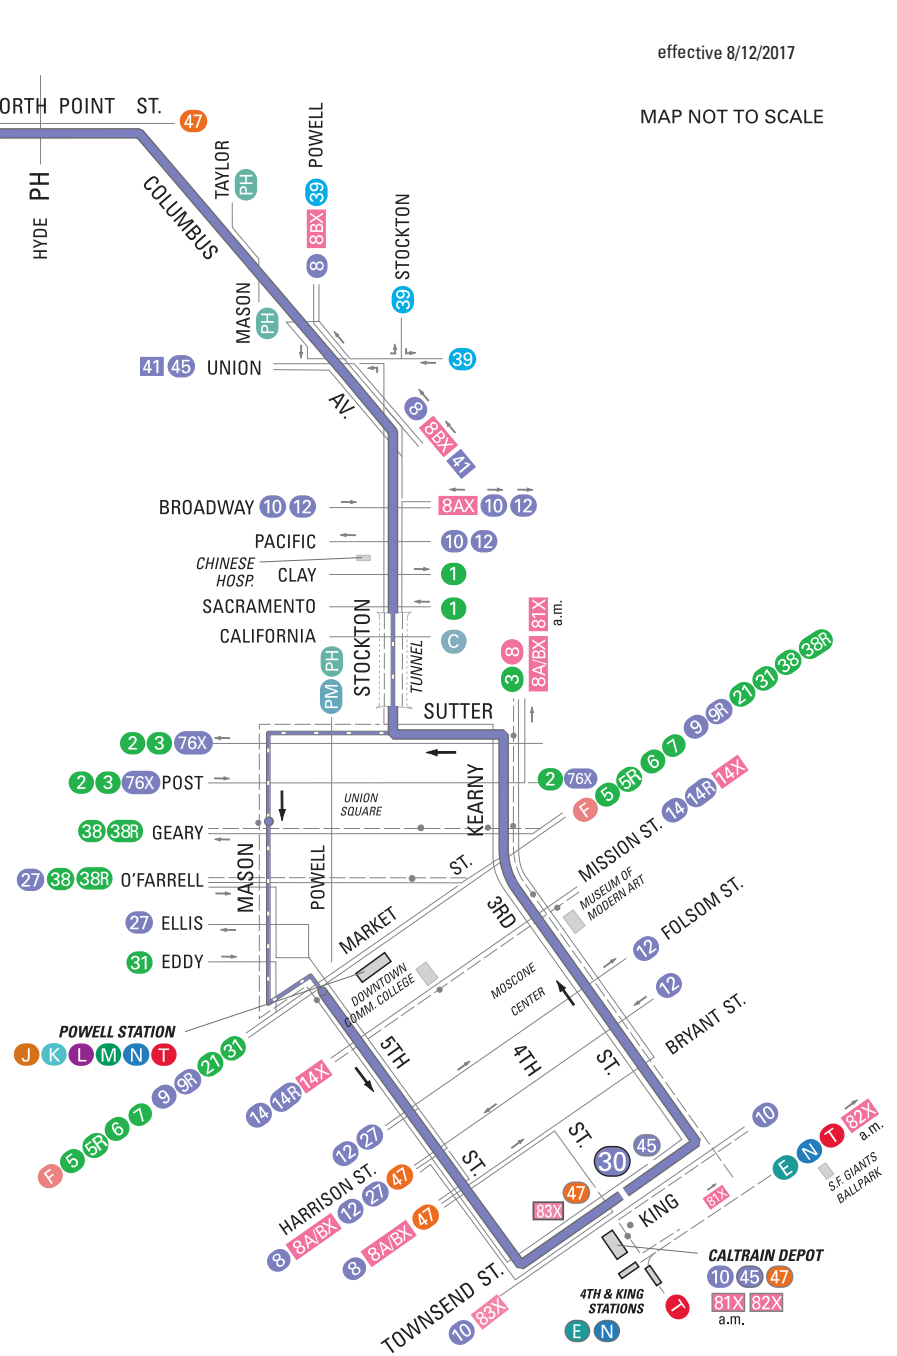 effective 8/12/2017
MAP NOT TO SCALE
ORTH POINT ST.
47
HYDE PH
COLUMBUS
TAYLOR
PH
MASON
PH
8 8BX 39 POWELL
39 STOCKTON
39
41 45 UNION
AV.
8 8BX 41
BROADWAY 10 12
8AX 10 12
PACIFIC
10 12
CHINESE
HOSP.
CLAY
1
SACRAMENTO
1
CALIFORNIA
C
STOCKTON
TUNNEL
PM PH
3 8
8A/BX 81X
a.m.
SUTTER
2 3 76X
2 3 76X POST
2 76X
UNION
SQUARE
KEARNY
F 5 5R 6 7 9 9R 21 31 38 38R
38 38R GEARY
MISSION ST. 14 14R 14X
27 38 38R O'FARRELL
MASON
POWELL
MARKET
ST.
MUSEUM OF
MODERN ART
27 ELLIS
3RD
ST.
12 FOLSOM ST.
31 EDDY
DOWNTOWN
COMM. COLLEGE
MOSCONE
CENTER
12
BRYANT ST.
POWELL STATION
J K L M N T
5TH
ST.
4TH
ST.
F 5 5R 6 7 9 9R 21 31
14 14R 14X
12 27
HARRISON ST.
8 8A/BX 12 27 47
8 8A/BX 47
30 45
10
83X 47
KING
81X
E N T 82X
a.m.
S.F. GIANTS
BALLPARK
CALTRAIN DEPOT
10 45 47
81X 82X
a.m.
4TH & KING
STATIONS
E N
T
TOWNSEND ST.
10 83X